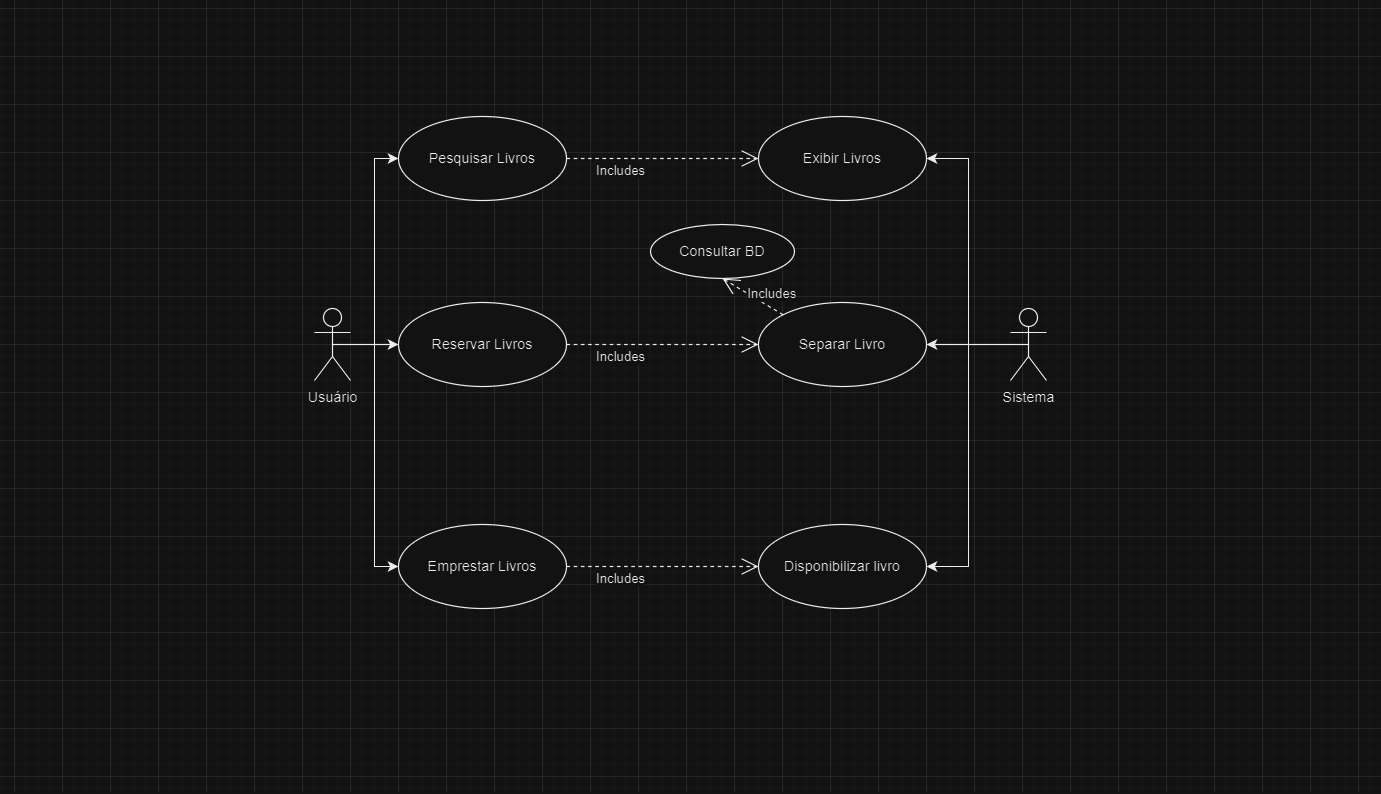 Pesquisar Livros
Includes
Exibir Livros
Consultar BD
Includes
Reservar Livros
Includes
Separar Livro
Usuário
Sistema
Emprestar Livros
Includes
Disponibilizar livro